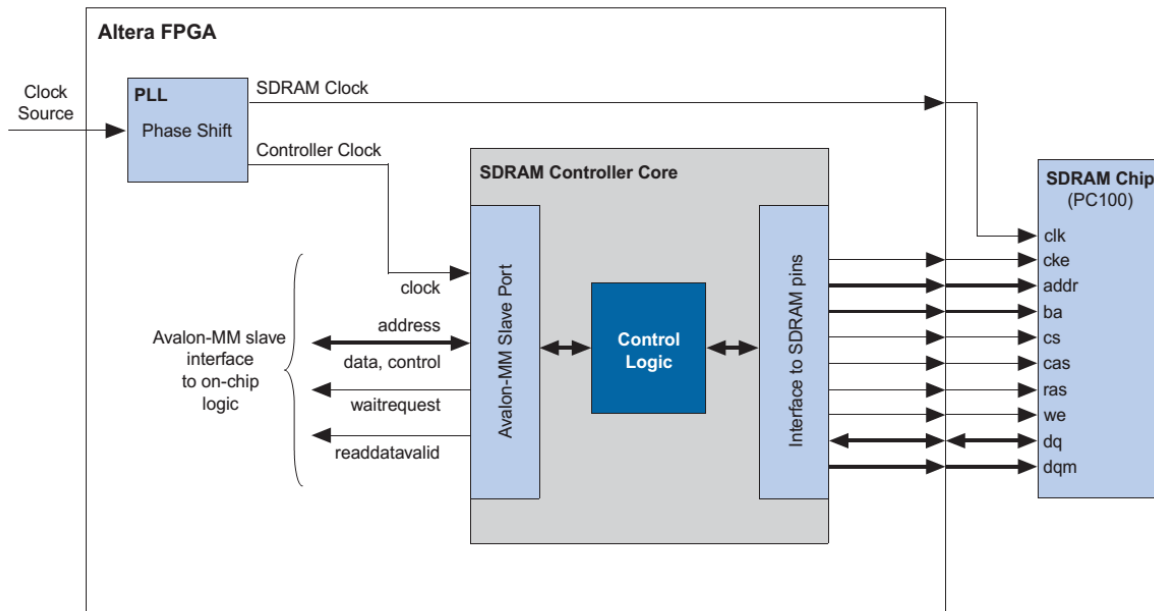 Altera FPGA
Clock
Source
PLL
Phase Shift
SDRAM Clock
Controller Clock
SDRAM Controller Core
SDRAM Chip
(PC100)
Avalon-MM slave
interface
to on-chip
logic
clock
address
data, control
waitrequest
readdatavalid
Avalon-MM Slave Port
Control
Logic
Interface to SDRAM pins
clk
cke
addr
ba
cs
cas
ras
we
dq
dqm